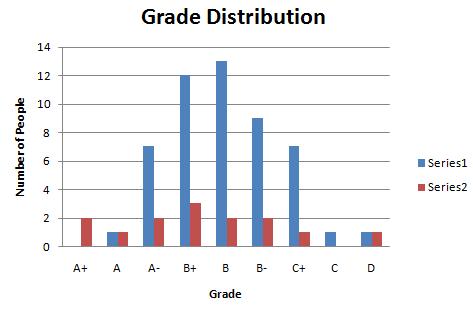 Grade Distribution
Number of People
14
12
10
8
6
4
2
0
A+ A A- B+ B B- C+ C D
Grade
Series1
Series2